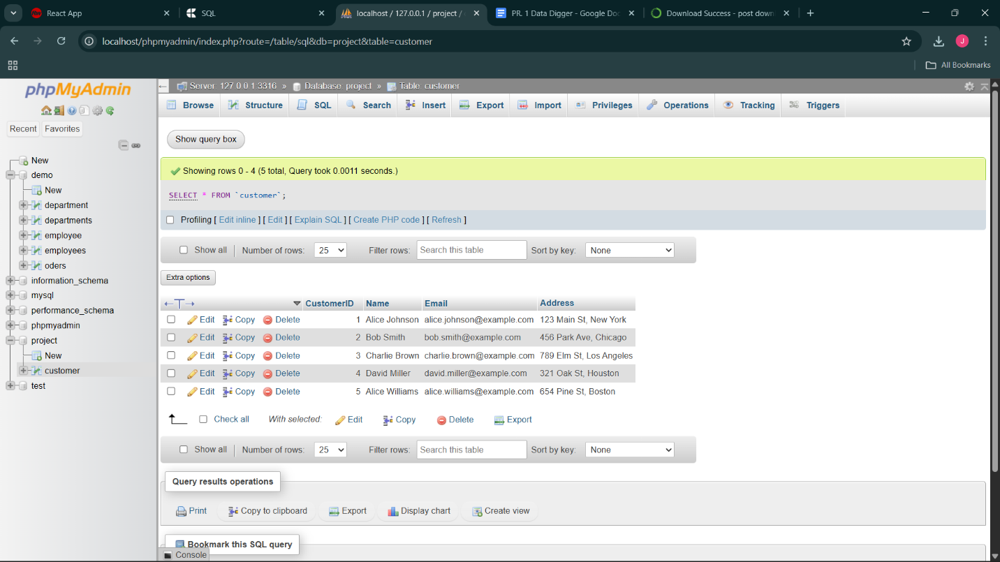 React App
SQL
localhost / 127.0.0.1 / project /
PR. 1 Data Digger - Google Doc
Download Success - post down
localhost/phpmyadmin/index.php?route=/table/sql&db=project&table=customer
J
All Bookmarks
phpMyAdmin
Recent Favorites
New
demo
New
department
departments
employee
employees
oders
information_schema
mysql
performance_schema
phpmyadmin
project
New
customer
test
Server: 127.0.0.1:3316 » Database: project » Table: customer
Browse Structure SQL Search Insert Export Import Privileges Operations Tracking Triggers
Show query box
Showing rows 0 - 4 (5 total, Query took 0.0011 seconds.)
SELECT * FROM `customer`;
Profiling [ Edit inline ] [ Edit ] [ Explain SQL ] [ Create PHP code ] [ Refresh ]
Show all Number of rows: 25 Filter rows: Search this table Sort by key: None
Extra options
←T→ CustomerID Name Email Address
Edit Copy Delete 1 Alice Johnson alice.johnson@example.com 123 Main St, New York
Edit Copy Delete 2 Bob Smith bob.smith@example.com 456 Park Ave, Chicago
Edit Copy Delete 3 Charlie Brown charlie.brown@example.com 789 Elm St, Los Angeles
Edit Copy Delete 4 David Miller david.miller@example.com 321 Oak St, Houston
Edit Copy Delete 5 Alice Williams alice.williams@example.com 654 Pine St, Boston
Check all With selected: Edit Copy Delete Export
Show all Number of rows: 25 Filter rows: Search this table Sort by key: None
Query results operations
Print Copy to clipboard Export Display chart Create view
Bookmark this SQL query
Console